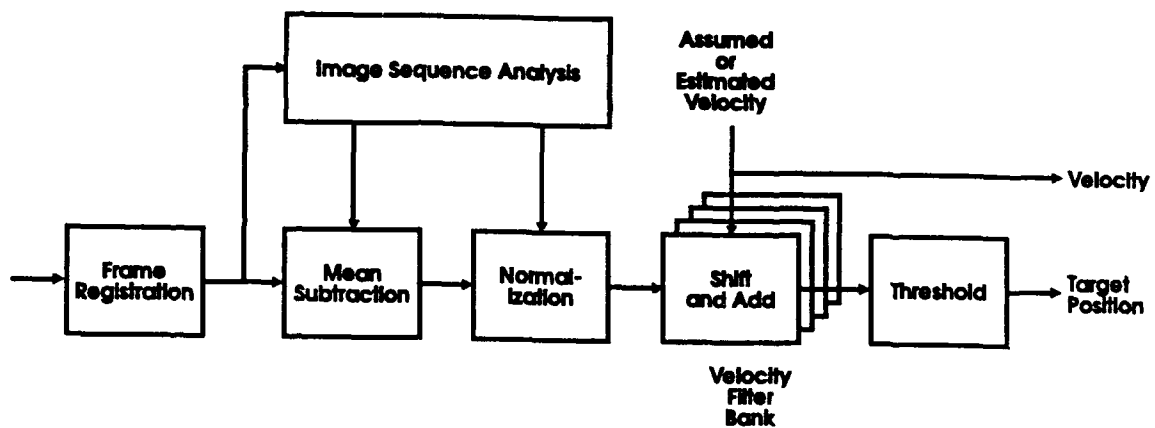 Image Sequence Analysis
Assumed
or
Estimated
Velocity
Velocity
Frame
Registration
Mean
Subtraction
Normal-
ization
Shift
and Add
Threshold
Target
Position
Velocity
Filter
Bank